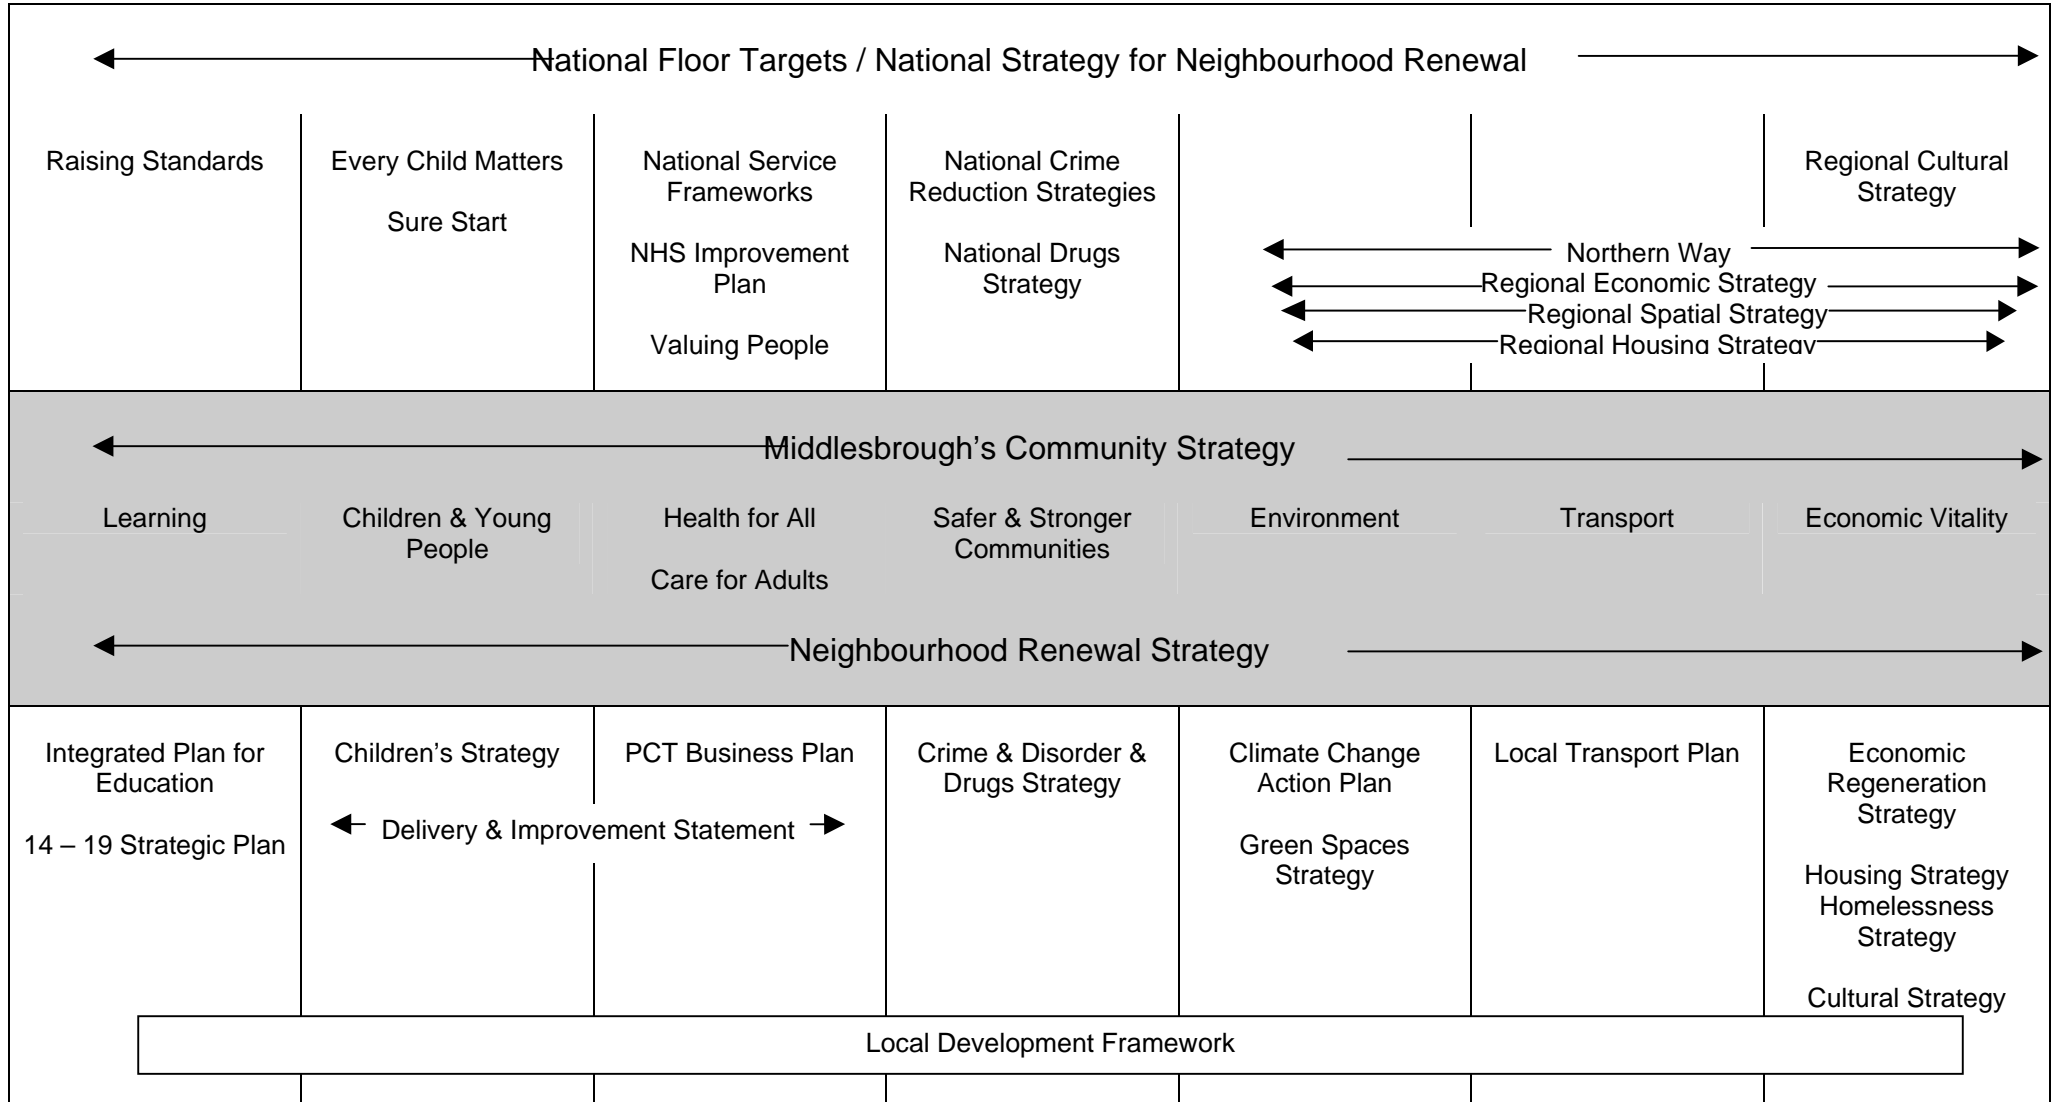 National Floor Targets / National Strategy for Neighbourhood Renewal
Raising Standards
Every Child Matters
Sure Start
National Service
Frameworks
NHS Improvement
Plan
Valuing People
National Crime
Reduction Strategies
National Drugs
Strategy
Regional Cultural
Strategy
Northern Way
Regional Economic Strategy
Regional Spatial Strategy
Regional Housing Strategy
Middlesbrough’s Community Strategy
Learning
Children & Young
People
Health for All
Care for Adults
Safer & Stronger
Communities
Environment
Transport
Economic Vitality
Neighbourhood Renewal Strategy
Integrated Plan for
Education
14 – 19 Strategic Plan
Children’s Strategy
PCT Business Plan
Delivery & Improvement Statement
Crime & Disorder &
Drugs Strategy
Climate Change
Action Plan
Green Spaces
Strategy
Local Transport Plan
Economic
Regeneration
Strategy
Housing Strategy
Homelessness
Strategy
Cultural Strategy
Local Development Framework